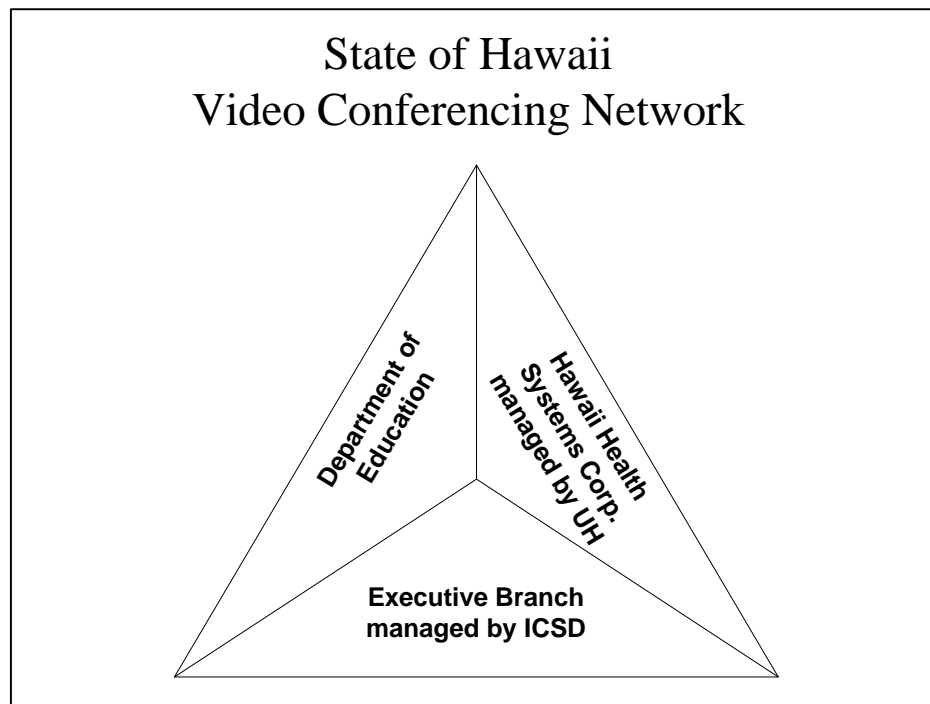 State of Hawaii
Video Conferencing Network
Department of
Education
Hawaii Health
Systems Corp.
managed by UH
Executive Branch
managed by ICSD